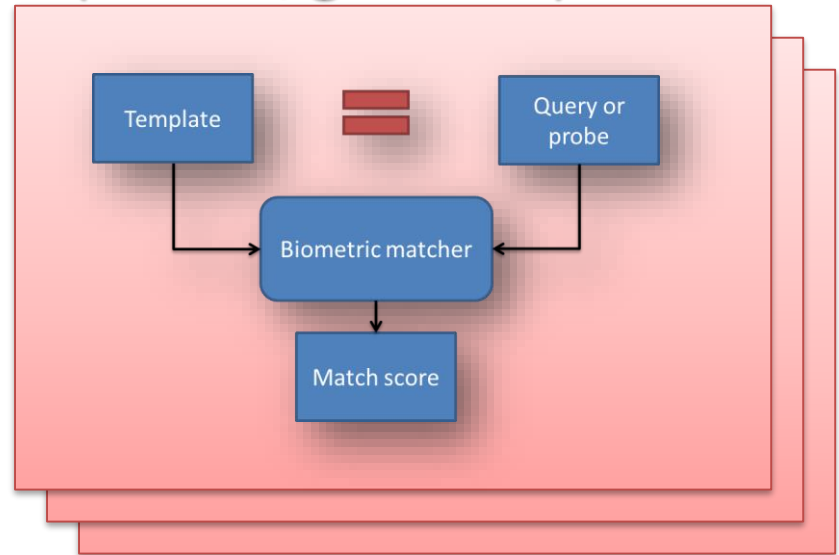 Template
Query or
probe
Biometric matcher
Match score